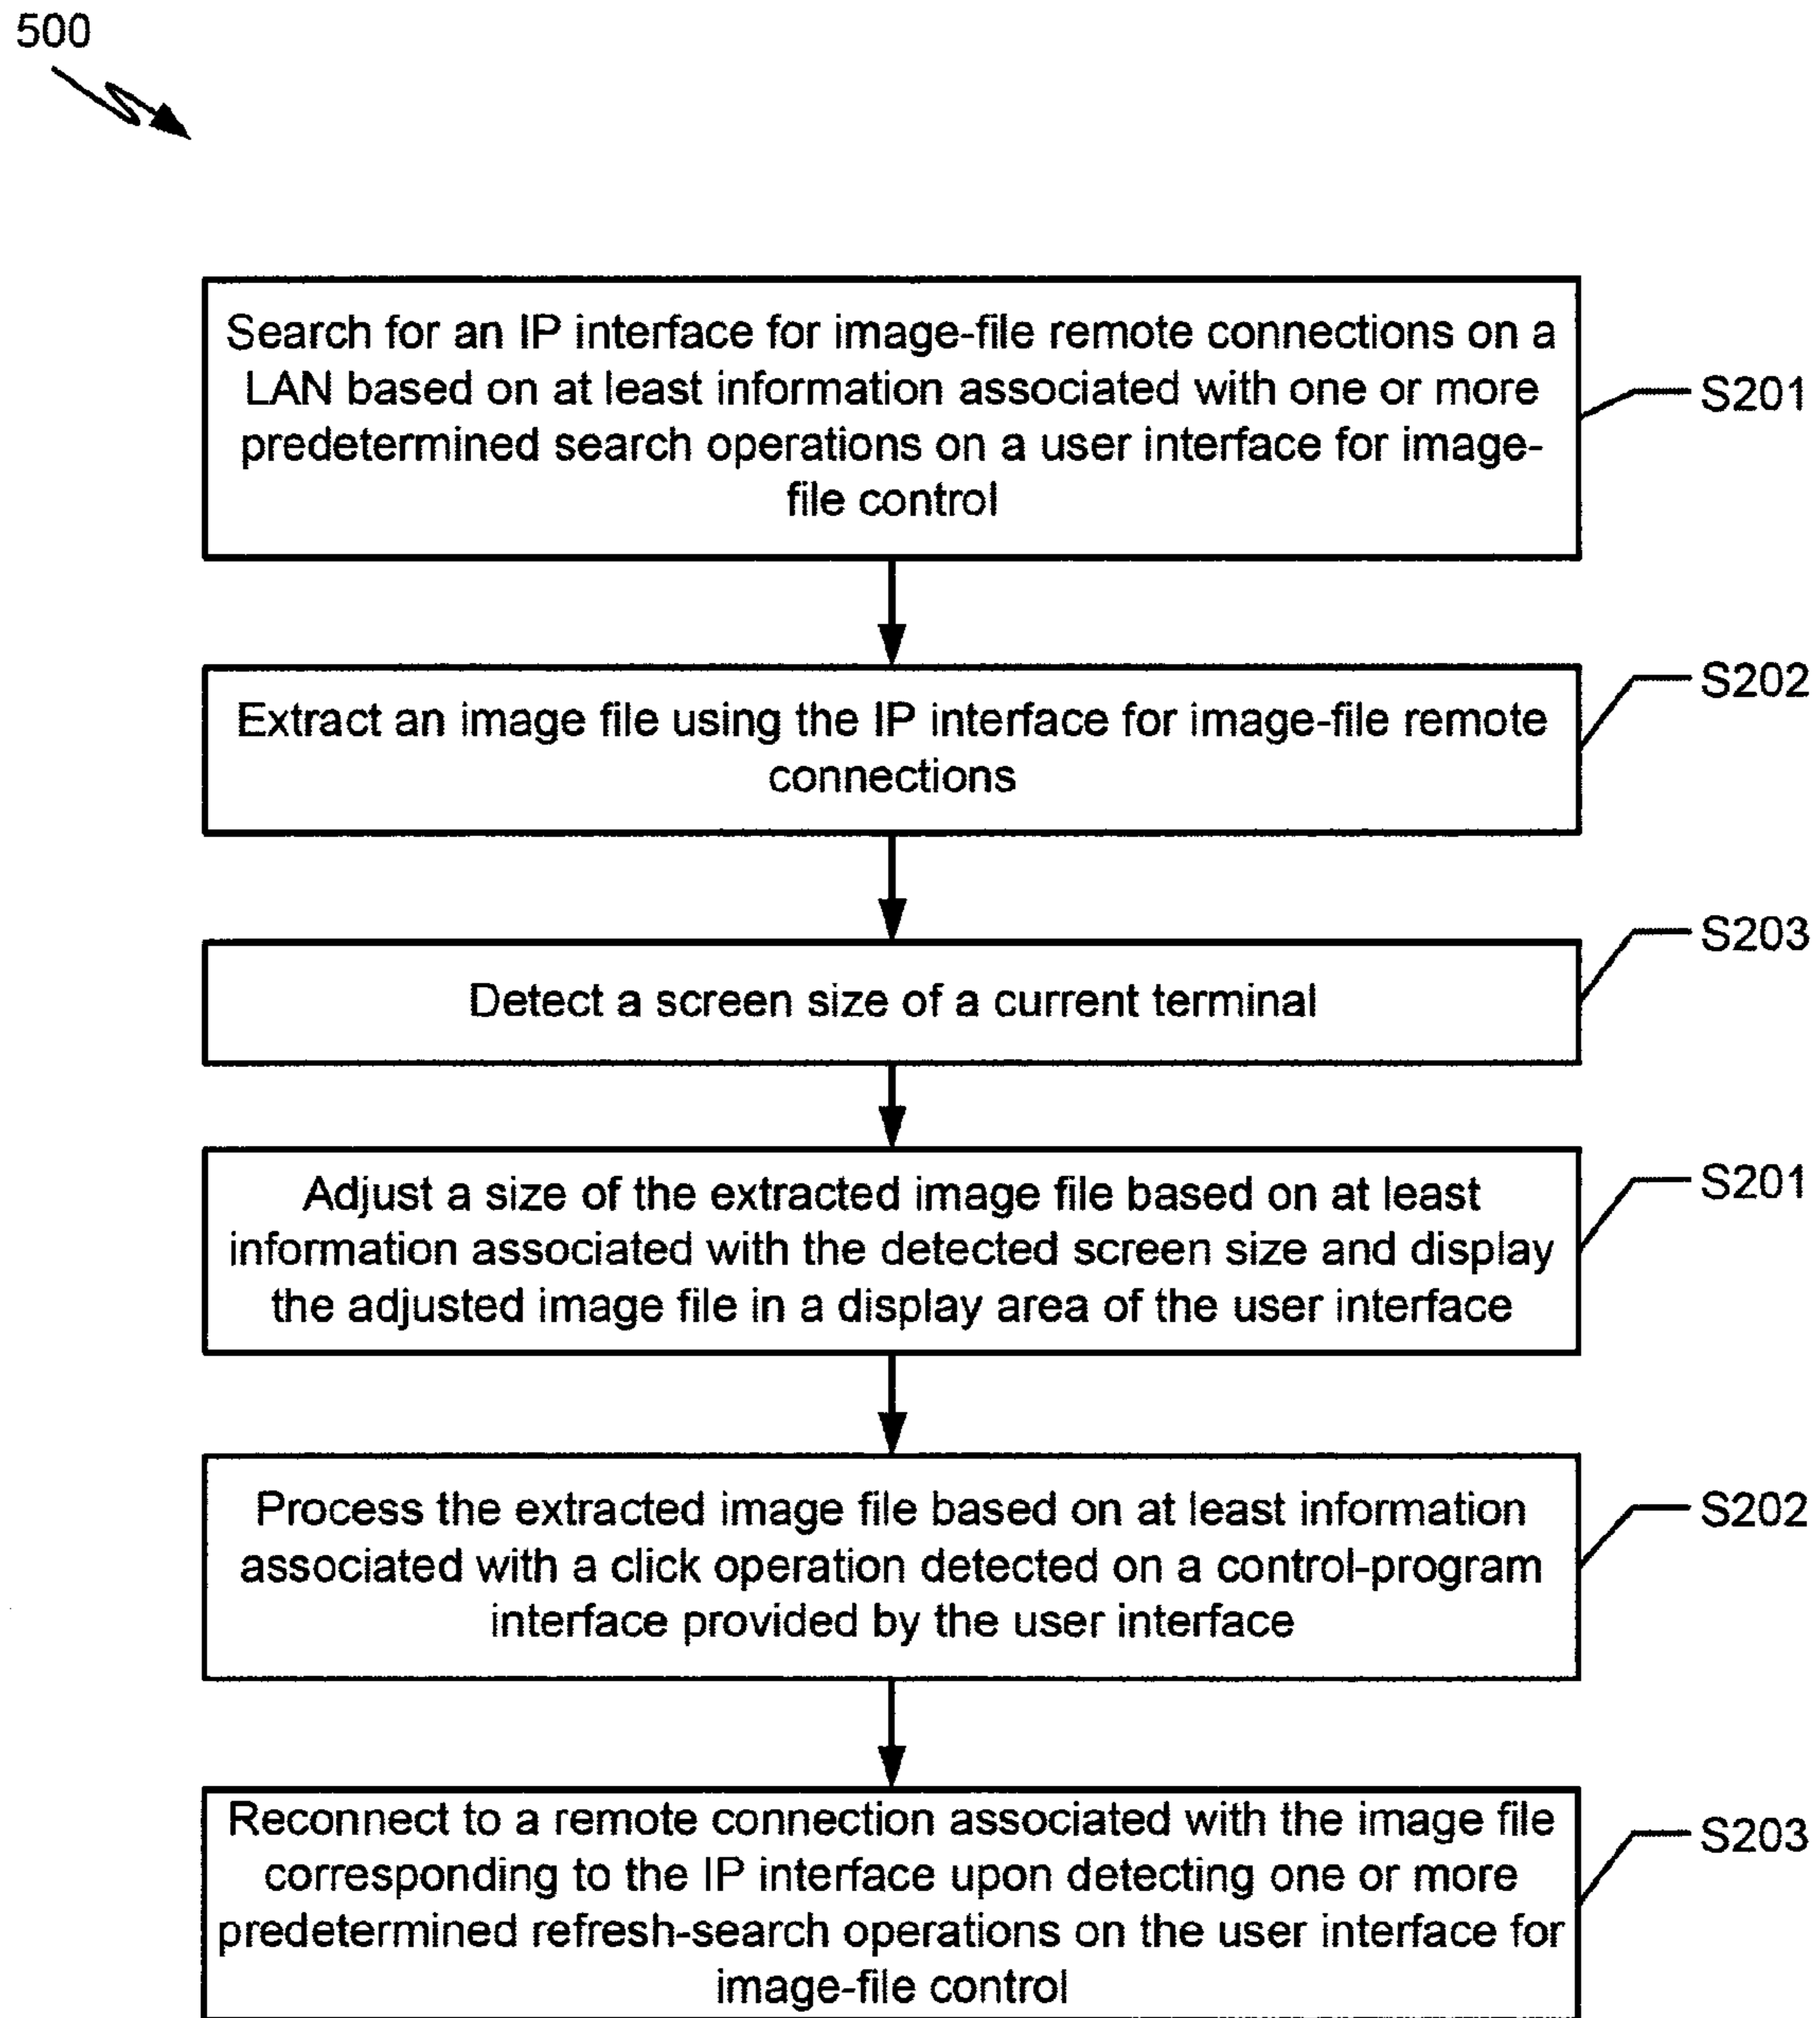 500
Search for an IP interface for image-file remote connections on a
LAN based on at least information associated with one or more
predetermined search operations on a user interface for image-
file control
S201
Extract an image file using the IP interface for image-file remote
connections
S202
Detect a screen size of a current terminal
S203
Adjust a size of the extracted image file based on at least
information associated with the detected screen size and display
the adjusted image file in a display area of the user interface
S201
Process the extracted image file based on at least information
associated with a click operation detected on a control-program
interface provided by the user interface
S202
Reconnect to a remote connection associated with the image file
corresponding to the IP interface upon detecting one or more
predetermined refresh-search operations on the user interface for
image-file control
S203